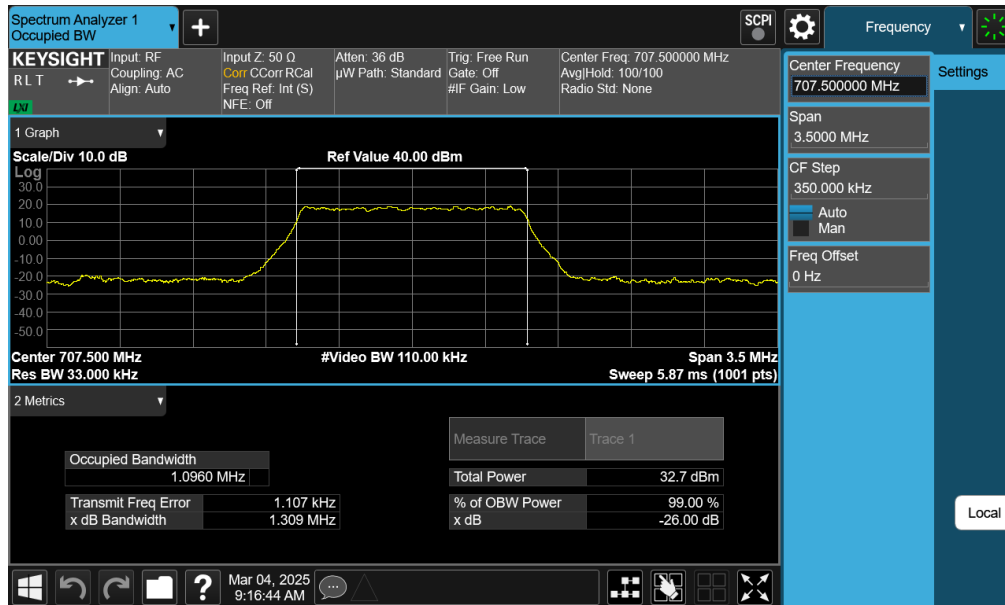 Spectrum Analyzer 1
Occupied BW
+
SCPI
Frequency
KEYSIGHT
R L T
LXI
Input: RF
Coupling: AC
Align: Auto
Input Z: 50 Ω
Corr CCorr RCal
Freq Ref: Int (S)
NFE: Off
Atten: 36 dB
µW Path: Standard
Trig: Free Run
Gate: Off
#IF Gain: Low
Center Freq: 707.500000 MHz
Avg|Hold: 100/100
Radio Std: None
Center Frequency
707.500000 MHz
Settings
Span
3.5000 MHz
CF Step
350.000 kHz
Auto
Man
Freq Offset
0 Hz
Local
1 Graph
Scale/Div 10.0 dB
Ref Value 40.00 dBm
Log
30.0
20.0
10.0
0.00
-10.0
-20.0
-30.0
-40.0
-50.0
Center 707.500 MHz
#Video BW 110.00 kHz
Span 3.5 MHz
Res BW 33.000 kHz
Sweep 5.87 ms (1001 pts)
2 Metrics
Measure Trace Trace 1
Occupied Bandwidth
1.0960 MHz
Total Power 32.7 dBm
Transmit Freq Error 1.107 kHz
% of OBW Power 99.00 %
x dB Bandwidth 1.309 MHz
x dB -26.00 dB
?
Mar 04, 2025
9:16:44 AM